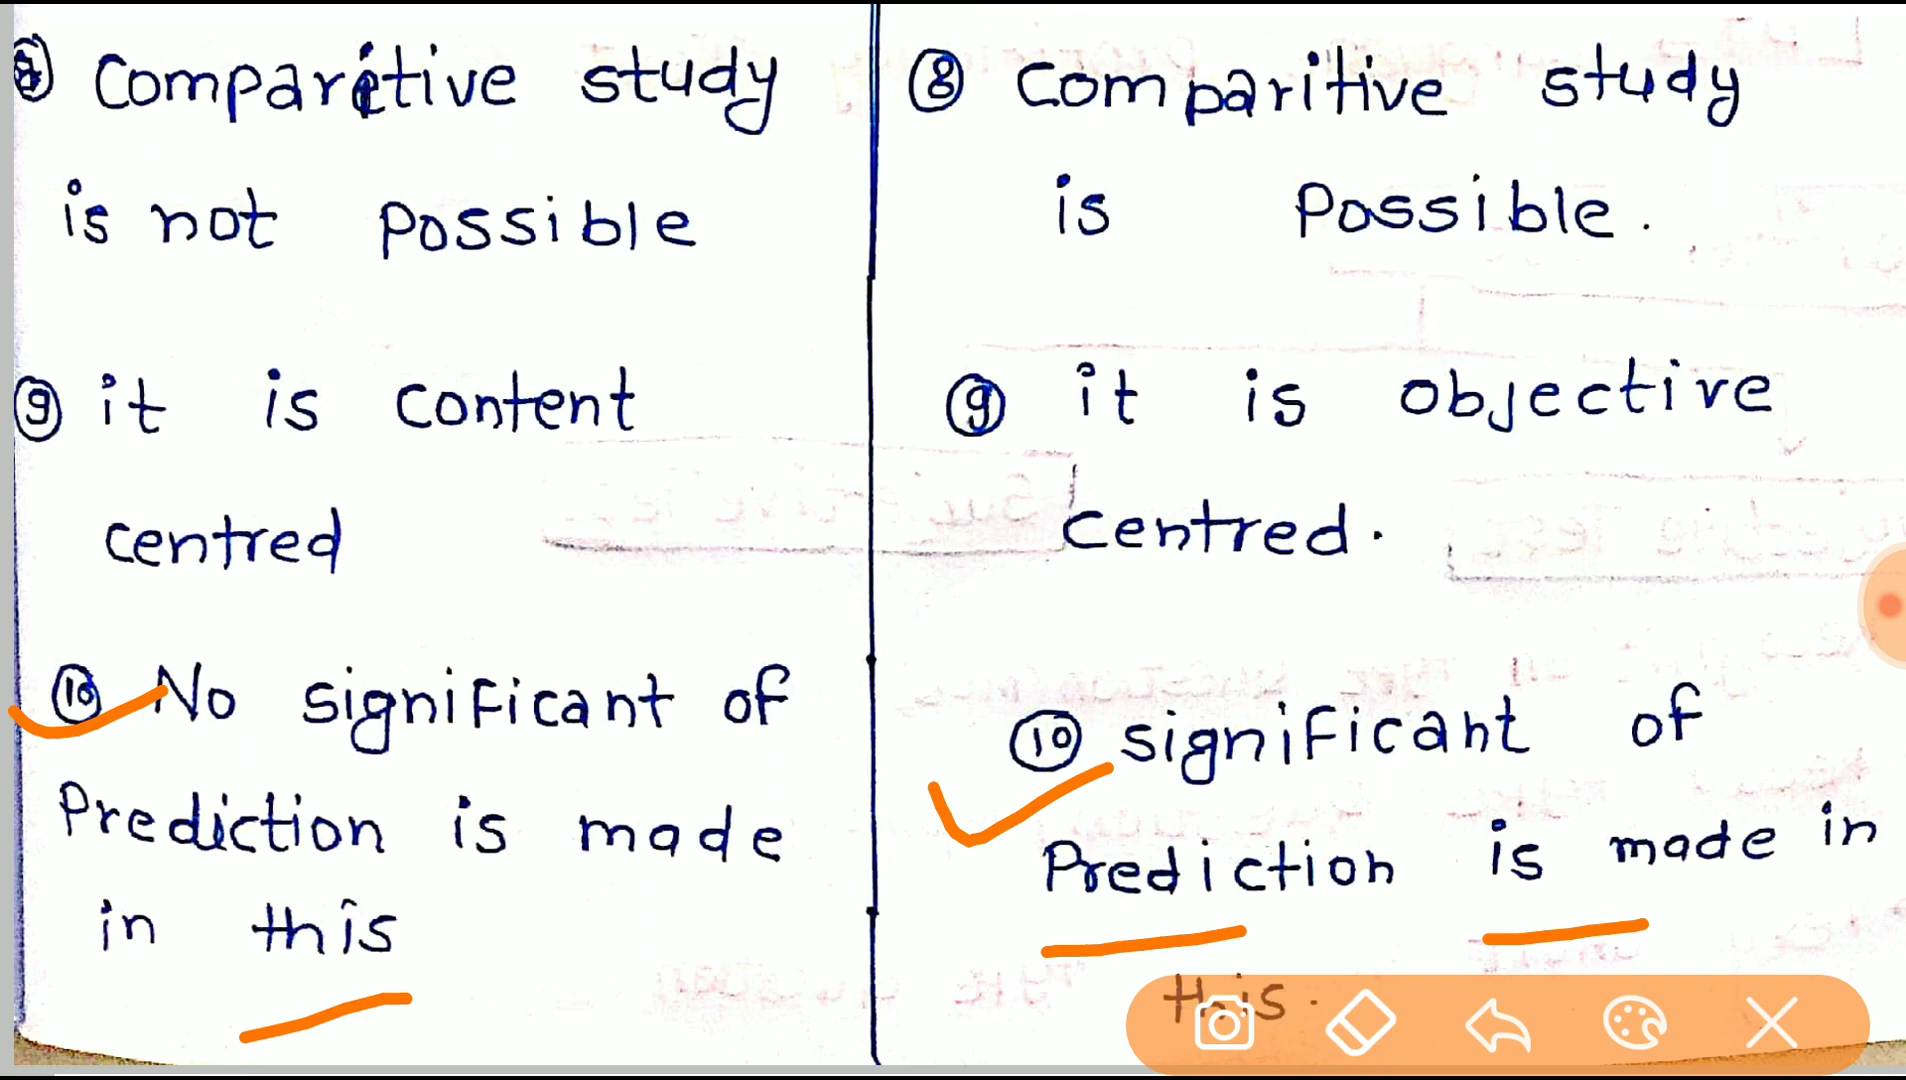 ⑧ Comparitive study
is not possible
⑨ it is content
centred
⑩ No significant of
Prediction is made
in this
⑧ Comparitive study
is Possible.
⑨ it is objective
centred.
⑩ significant of
Prediction is made in
this.